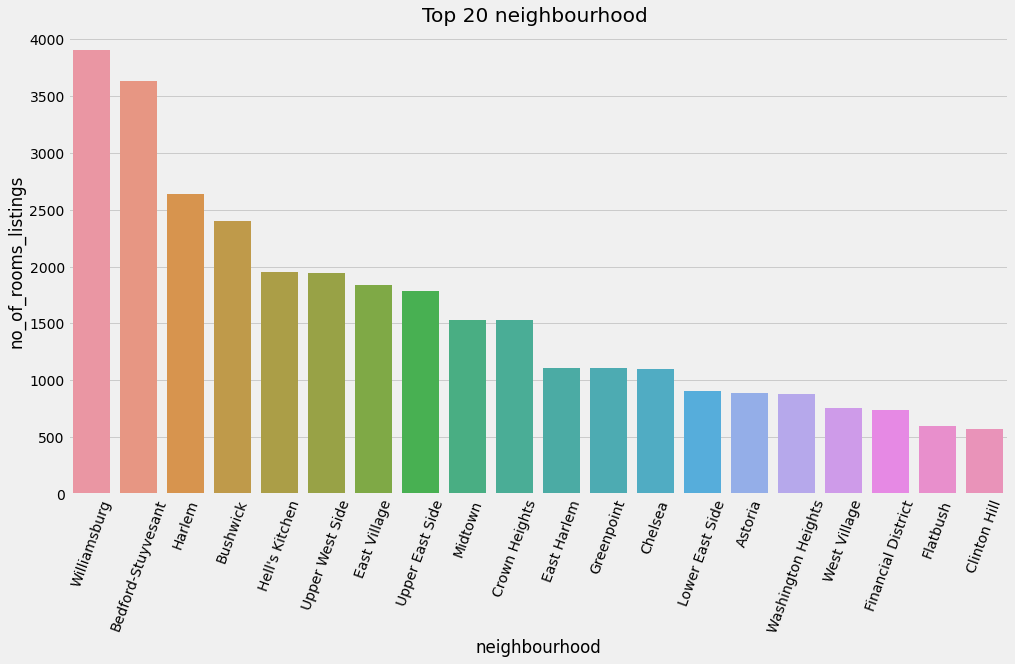 Top 20 neighbourhood
4000
3500
3000
2500
2000
1500
1000
500
0
no_of_rooms_listings
Williamsburg
Bedford-Stuyvesant
Harlem
Bushwick
Hell's Kitchen
Upper West Side
East Village
Upper East Side
Midtown
Crown Heights
East Harlem
Greenpoint
Chelsea
Lower East Side
Astoria
Washington Heights
West Village
Financial District
Flatbush
Clinton Hill
neighbourhood